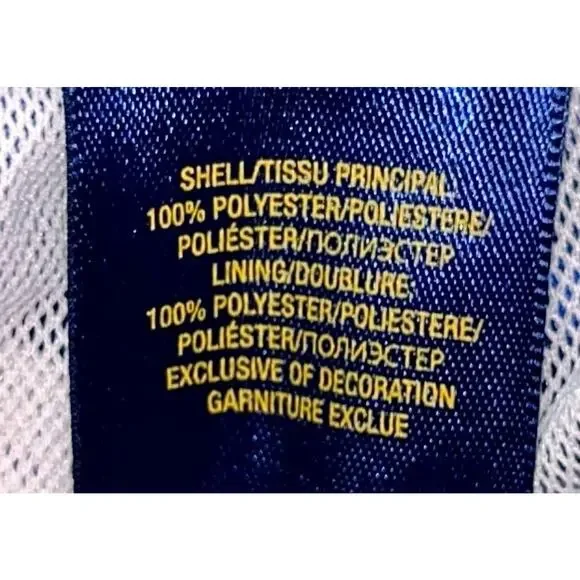 SHELL/TISSU PRINCIPAL
100% POLYESTER/POLIESTERE/
POLIÉSTER/ПОЛИЭСТЕР
LINING/DOUBLURE
100% POLYESTER/POLIESTERE/
POLIÉSTER/ПОЛИЭСТЕР
EXCLUSIVE OF DECORATION
GARNITURE EXCLUE